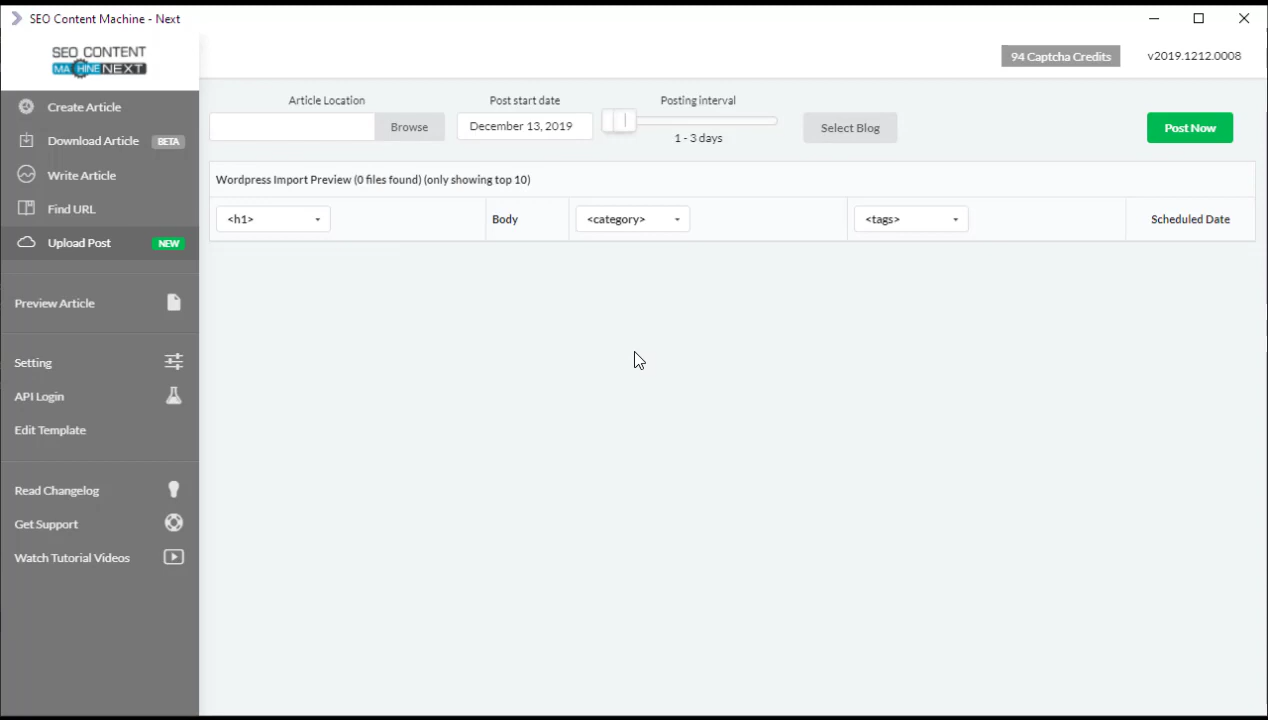 SEO Content Machine - Next
SEO CONTENT
MACHINE NEXT
94 Captcha Credits
v2019.1212.0008
Create Article
Download Article BETA
Write Article
Find URL
Upload Post NEW
Preview Article
Setting
API Login
Edit Template
Read Changelog
Get Support
Watch Tutorial Videos
Article Location
Browse
Post start date
December 13, 2019
Posting interval
1 - 3 days
Select Blog
Post Now
Wordpress Import Preview (0 files found) (only showing top 10)
<h1>
Body
<category>
<tags>
Scheduled Date